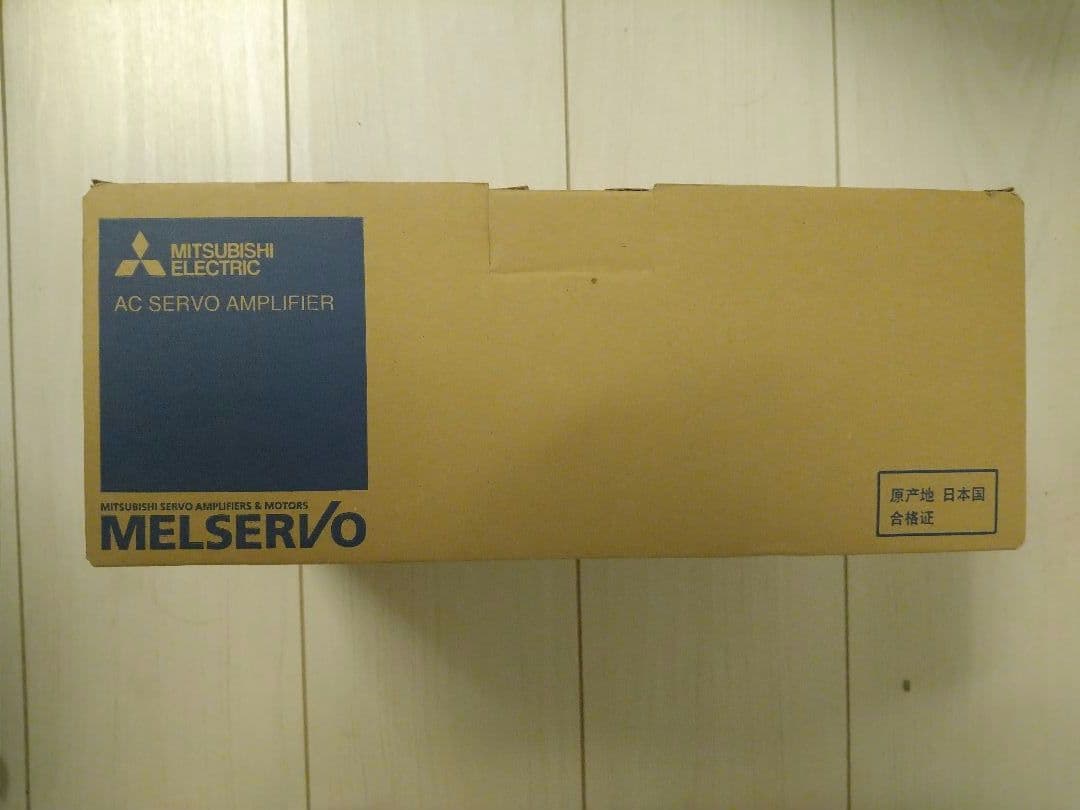 MITSUBISHI
ELECTRIC
AC SERVO AMPLIFIER
MITSUBISHI SERVO AMPLIFIERS & MOTORS
MELSERVO
原产地 日本国
合格证